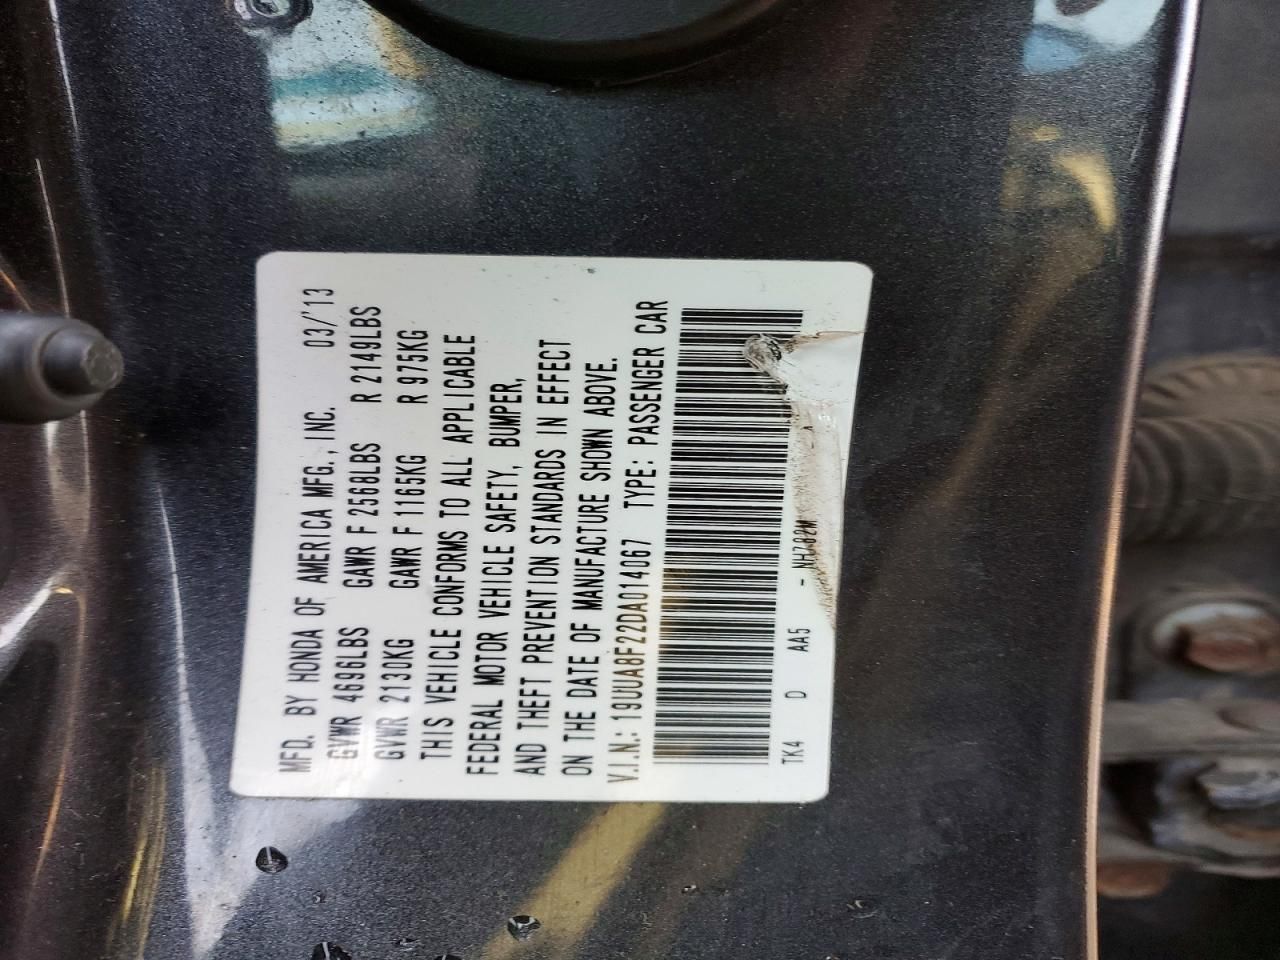 MFD. BY HONDA OF AMERICA MFG., INC. 03/'13
GVWR 4696LBS GAWR F 2568LBS R 2149LBS
GVWR 2130KG GAWR F 1165KG R 975KG
THIS VEHICLE CONFORMS TO ALL APPLICABLE
FEDERAL MOTOR VEHICLE SAFETY, BUMPER,
AND THEFT PREVENTION STANDARDS IN EFFECT
ON THE DATE OF MANUFACTURE SHOWN ABOVE.
V.I.N.: 19UUA8F22DA014067 TYPE: PASSENGER CAR
TK4 D AA5 - NH782M